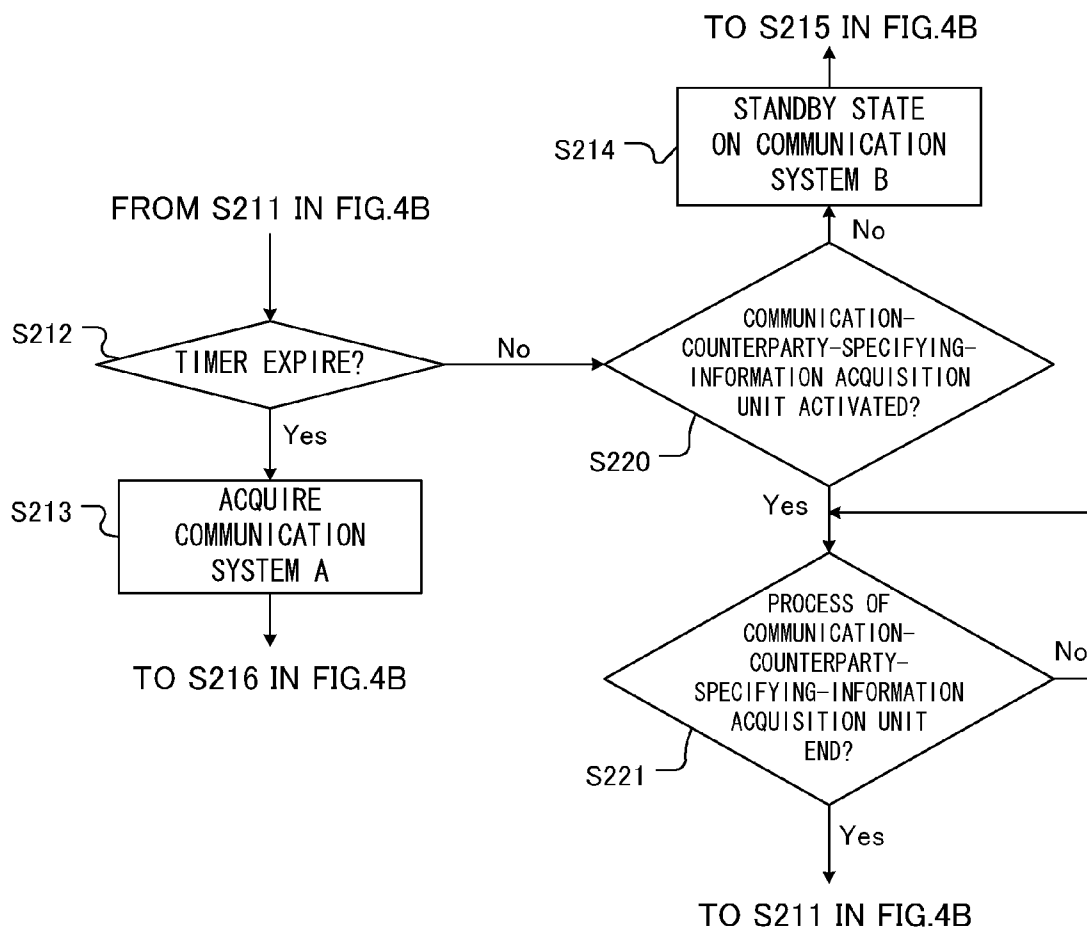 TO S215 IN FIG.4B
STANDBY STATE
ON COMMUNICATION
SYSTEM B
S214
FROM S211 IN FIG.4B
No
S212
TIMER EXPIRE?
No
COMMUNICATION-
COUNTERPARTY-SPECIFYING-
INFORMATION ACQUISITION
UNIT ACTIVATED?
S220
Yes
Yes
S213
ACQUIRE
COMMUNICATION
SYSTEM A
TO S216 IN FIG.4B
PROCESS OF
COMMUNICATION-
COUNTERPARTY-
SPECIFYING-INFORMATION
ACQUISITION UNIT
END?
No
S221
Yes
TO S211 IN FIG.4B